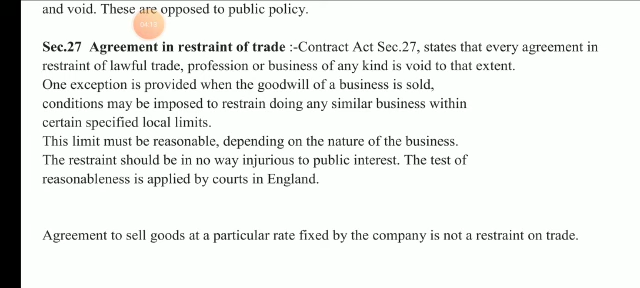 and void. These are opposed to public policy.
Sec.27 Agreement in restraint of trade :-Contract Act Sec.27, states that every agreement in
restraint of lawful trade, profession or business of any kind is void to that extent.
One exception is provided when the goodwill of a business is sold,
conditions may be imposed to restrain doing any similar business within
certain specified local limits.
This limit must be reasonable, depending on the nature of the business.
The restraint should be in no way injurious to public interest. The test of
reasonableness is applied by courts in England.
Agreement to sell goods at a particular rate fixed by the company is not a restraint on trade.